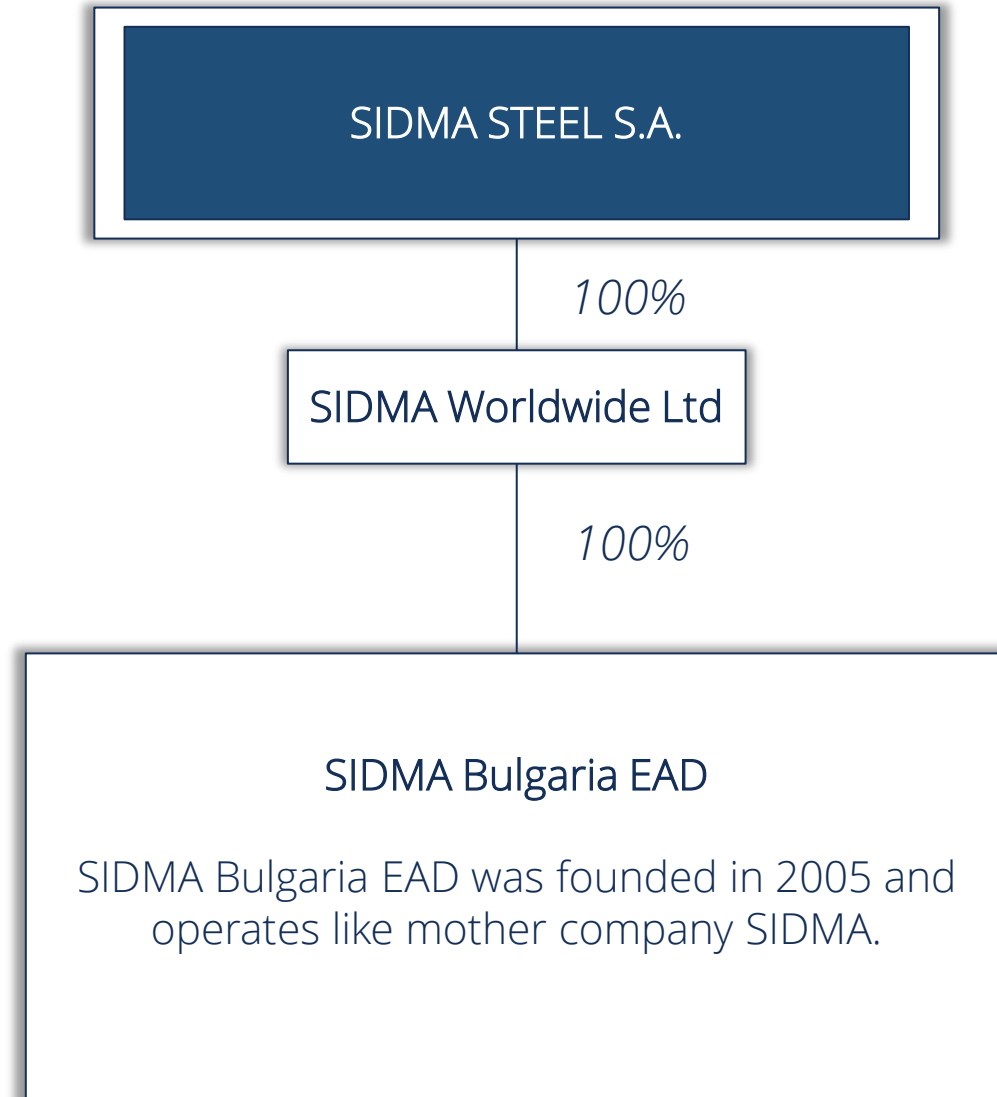 SIDMA STEEL S.A.
100%
SIDMA Worldwide Ltd
100%
SIDMA Bulgaria EAD
SIDMA Bulgaria EAD was founded in 2005 and
operates like mother company SIDMA.